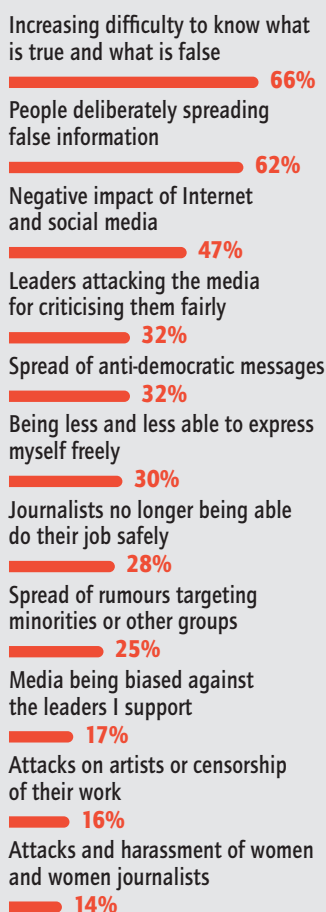 Increasing difficulty to know what
is true and what is false
66%
People deliberately spreading
false information
62%
Negative impact of Internet
and social media
47%
Leaders attacking the media
for criticising them fairly
32%
Spread of anti-democratic messages
32%
Being less and less able to express
myself freely
30%
Journalists no longer being able
do their job safely
28%
Spread of rumours targeting
minorities or other groups
25%
Media being biased against
the leaders I support
17%
Attacks on artists or censorship
of their work
16%
Attacks and harassment of women
and women journalists
14%